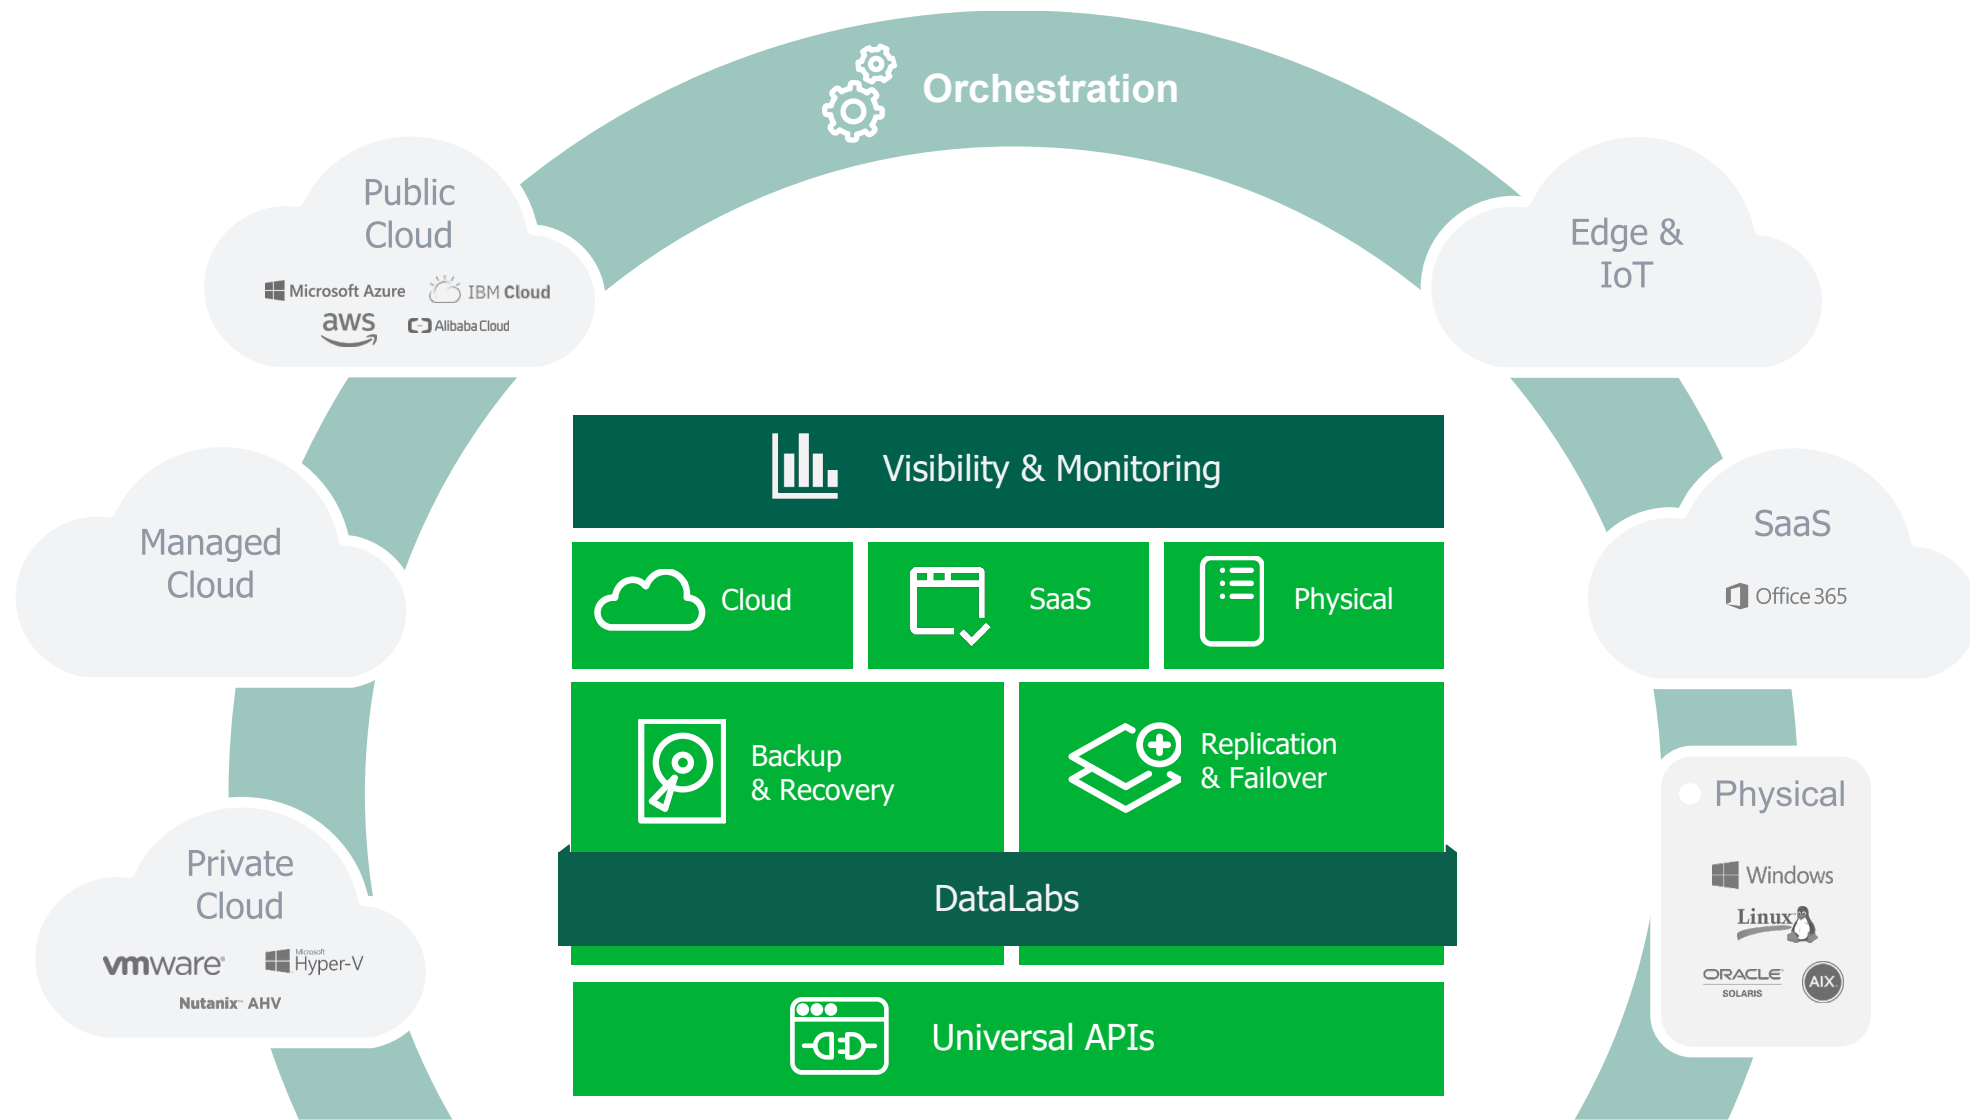 Orchestration
Public
Cloud
Microsoft Azure
IBM Cloud
aws
Alibaba Cloud
Edge &
IoT
Managed
Cloud
SaaS
Office 365
Private
Cloud
vmware®
Microsoft
Hyper-V
Nutanix™ AHV
Physical
Windows
Linux
ORACLE®
SOLARIS
AIX
Visibility & Monitoring
Cloud
SaaS
Physical
Backup
& Recovery
Replication
& Failover
DataLabs
Universal APIs